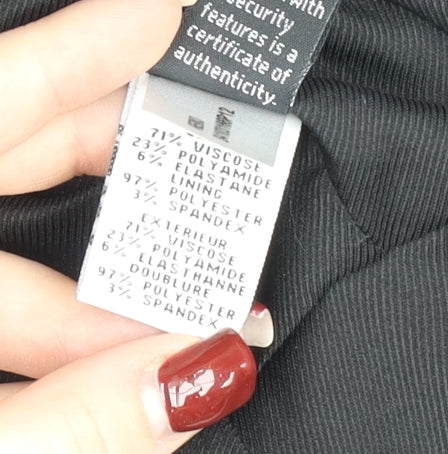 with
security
features is a
certificate of
authenticity.
71% VISCOSE
23% POLYAMIDE
6% ELASTANE
LINING
97% POLYESTER
3% SPANDEX
EXTERIEUR
71% VISCOSE
23% POLYAMIDE
6% ELASTHANNE
DOUBLURE
97% POLYESTER
3% SPANDEX